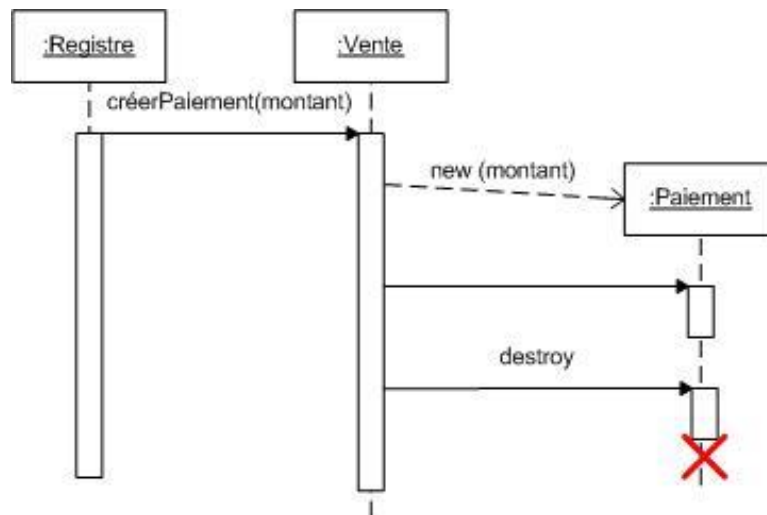 :Registre
:Vente
créerPaiement(montant)
new (montant)
:Paiement
destroy